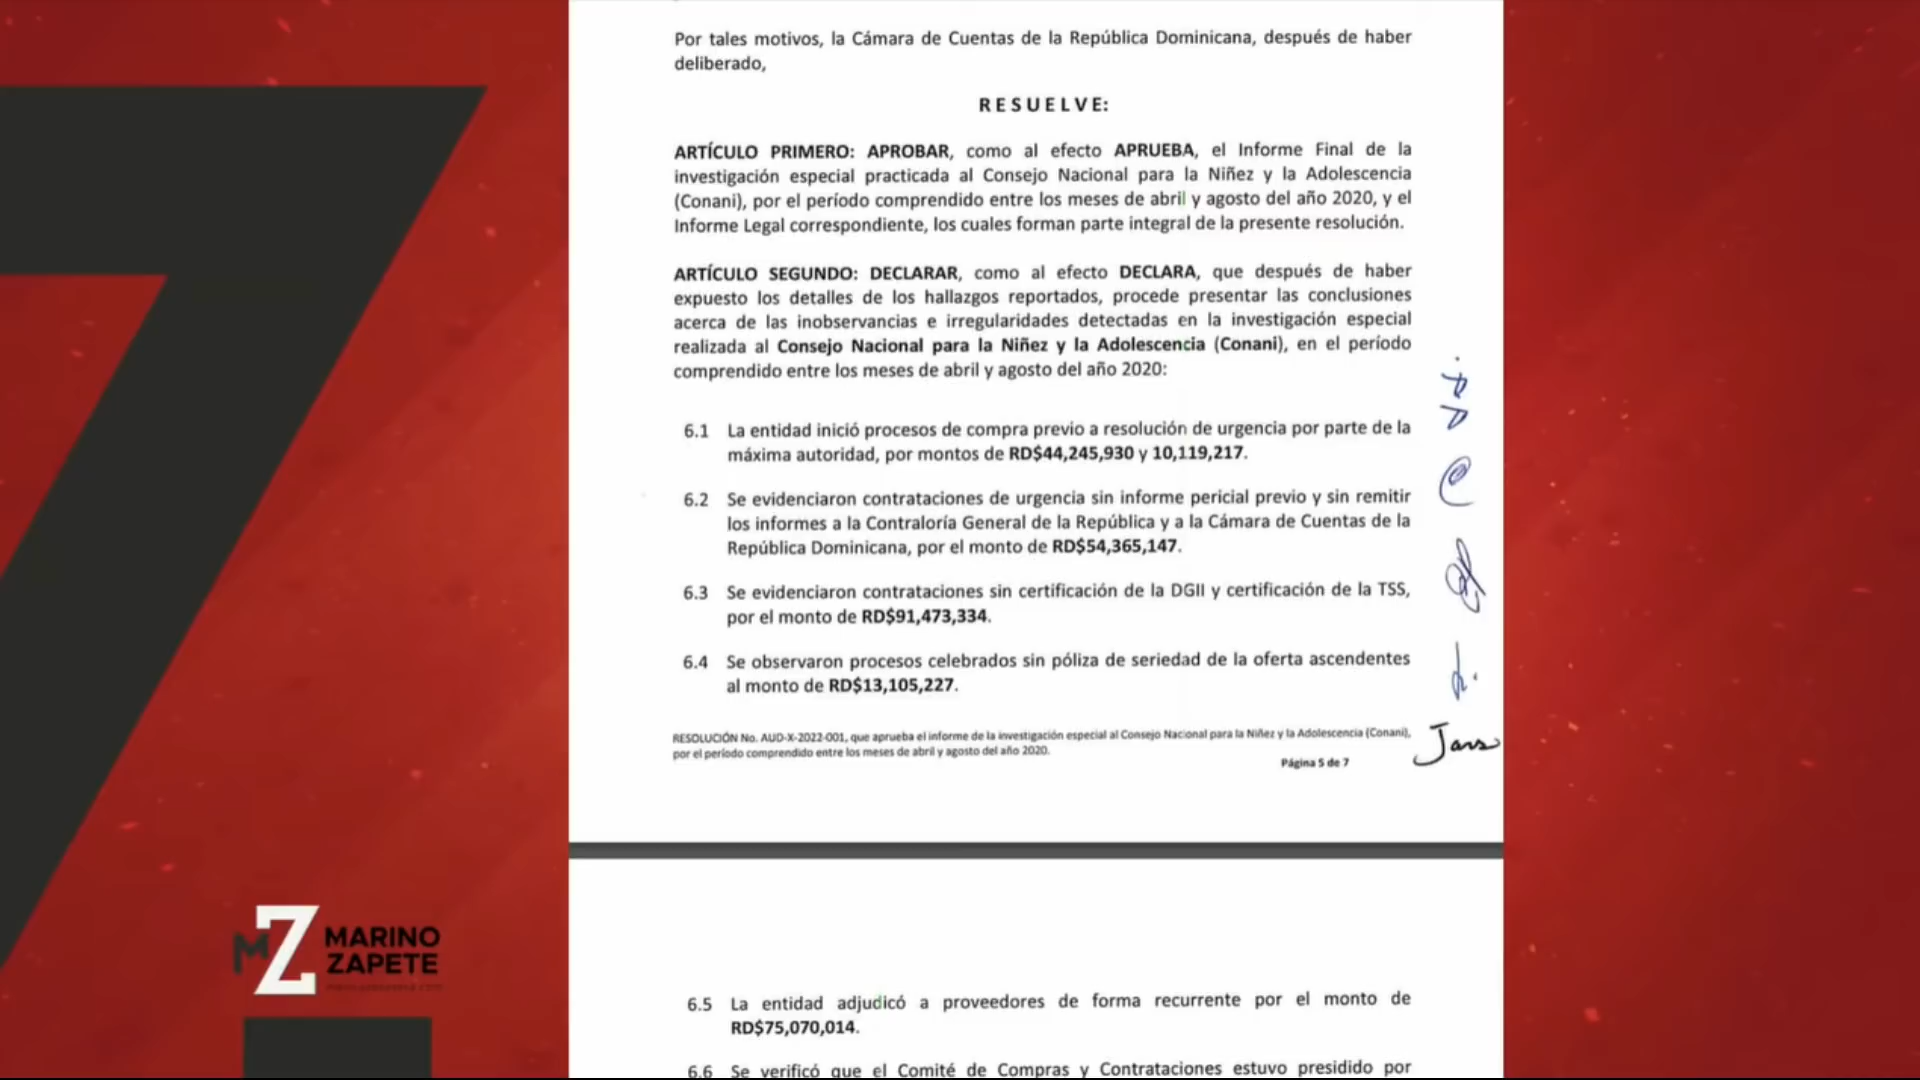 Por tales motivos, la Cámara de Cuentas de la República Dominicana, después de haber
deliberado,
RESUELVE:
ARTÍCULO PRIMERO: APROBAR, como al efecto APRUEBA, el Informe Final de la
investigación especial practicada al Consejo Nacional para la Niñez y la Adolescencia
(Conani), por el período comprendido entre los meses de abril y agosto del año 2020, y el
Informe Legal correspondiente, los cuales forman parte integral de la presente resolución.
ARTÍCULO SEGUNDO: DECLARAR, como al efecto DECLARA, que después de haber
expuesto los detalles de los hallazgos reportados, procede presentar las conclusiones
acerca de las inobservancias e irregularidades detectadas en la investigación especial
realizada al Consejo Nacional para la Niñez y la Adolescencia (Conani), en el período
comprendido entre los meses de abril y agosto del año 2020:
6.1 La entidad inició procesos de compra previo a resolución de urgencia por parte de la
máxima autoridad, por montos de RD$44,245,930 y 10,119,217.
6.2 Se evidenciaron contrataciones de urgencia sin informe pericial previo y sin remitir
los informes a la Contraloría General de la República y a la Cámara de Cuentas de la
República Dominicana, por el monto de RD$54,365,147.
6.3 Se evidenciaron contrataciones sin certificación de la DGII y certificación de la TSS,
por el monto de RD$91,473,334.
6.4 Se observaron procesos celebrados sin póliza de seriedad de la oferta ascendentes
al monto de RD$13,105,227.
RESOLUCIÓN No. AUD-X-2022-001, que aprueba el informe de la investigación especial al Consejo Nacional para la Niñez y la Adolescencia (Conani),
por el período comprendido entre los meses de abril y agosto del año 2020.
Página 5 de 7
6.5 La entidad adjudicó a proveedores de forma recurrente por el monto de
RD$75,070,014.
6.6 Se verificó que el Comité de Compras y Contrataciones estuvo presidido por
MZ MARINO
ZAPETE